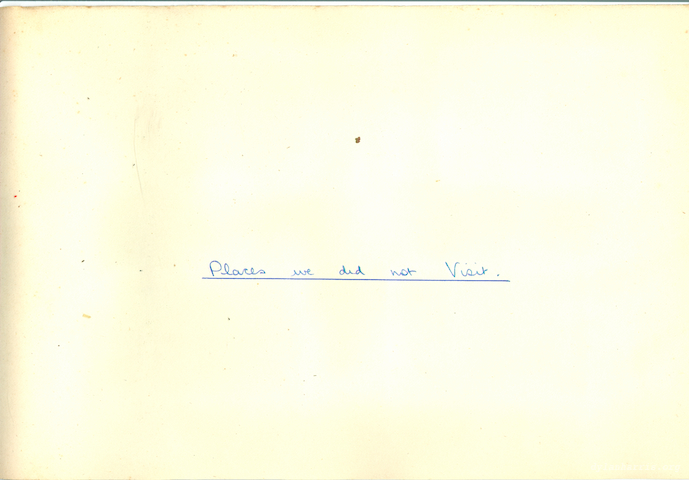 Places we did not Visit.